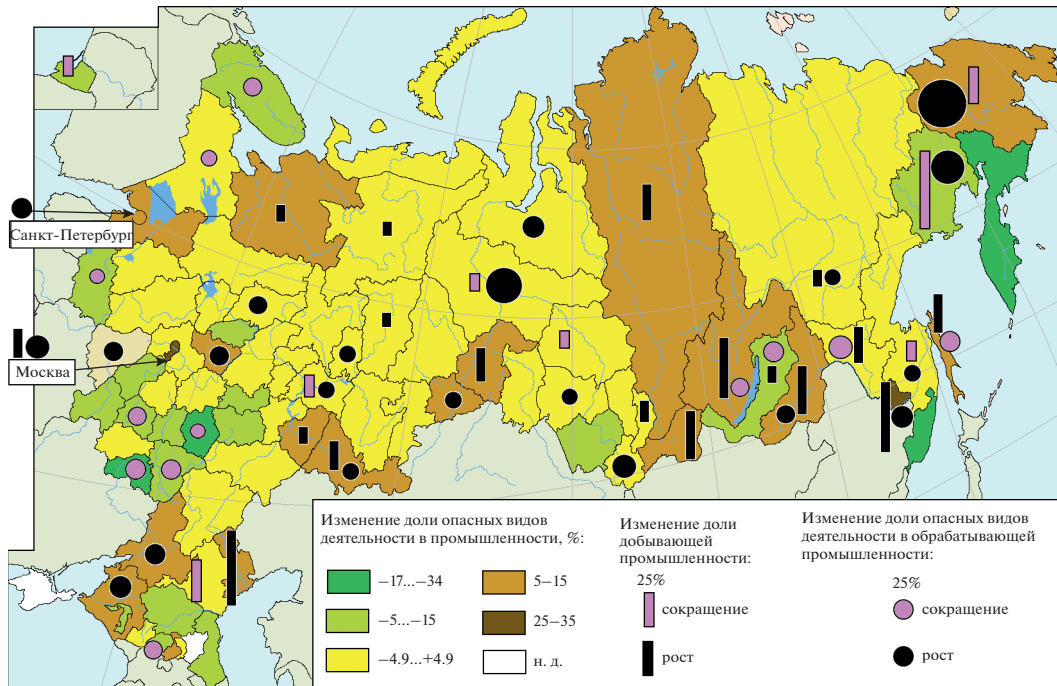 Санкт-Петербург
Москва
Изменение доли опасных видов
деятельности в промышленности, %:
−17...−34
−5...−15
−4.9...+4.9
5−15
25−35
н. д.
Изменение доли
добывающей
промышленности:
25%
сокращение
рост
Изменение доли опасных видов
деятельности в обрабатывающей
промышленности:
25%
сокращение
рост